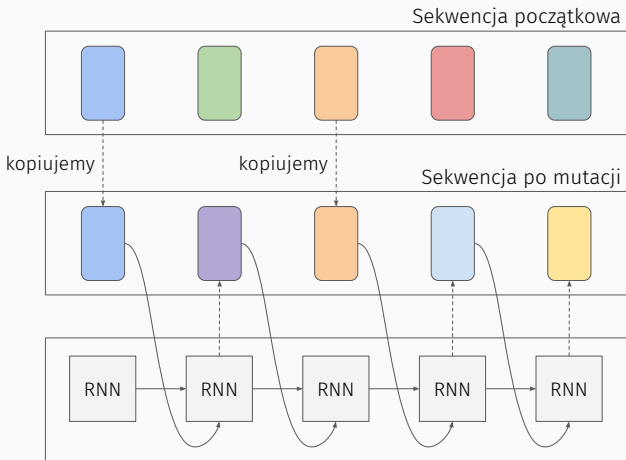 Sekwencja początkowa
kopiujemy kopiujemy
Sekwencja po mutacji
RNN RNN RNN RNN RNN